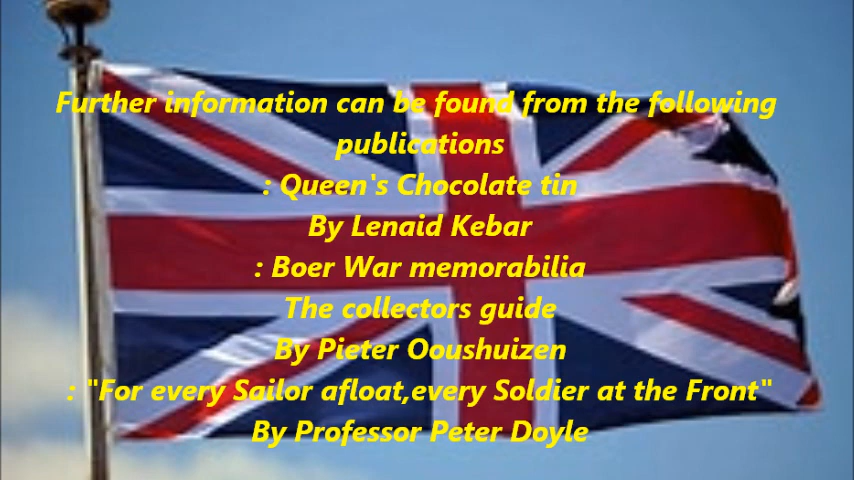 Further information can be found from the following
publications
: Queen's Chocolate tin
By Lenaid Kebar
: Boer War memorabilia
The collectors guide
By Pieter Ooushuizen
: "For every Sailor afloat,every Soldier at the Front"
By Professor Peter Doyle